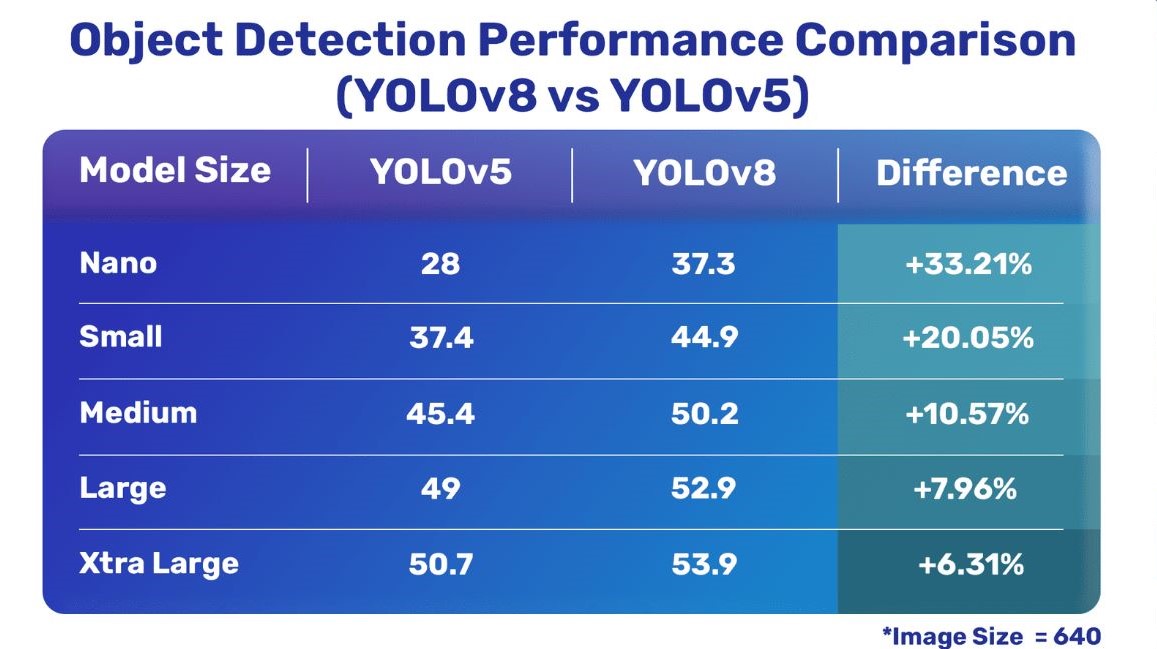 Object Detection Performance Comparison
(YOLOv8 vs YOLOv5)
Model Size YOLOv5 YOLOv8 Difference
Nano 28 37.3 +33.21%
Small 37.4 44.9 +20.05%
Medium 45.4 50.2 +10.57%
Large 49 52.9 +7.96%
Xtra Large 50.7 53.9 +6.31%
*Image Size = 640